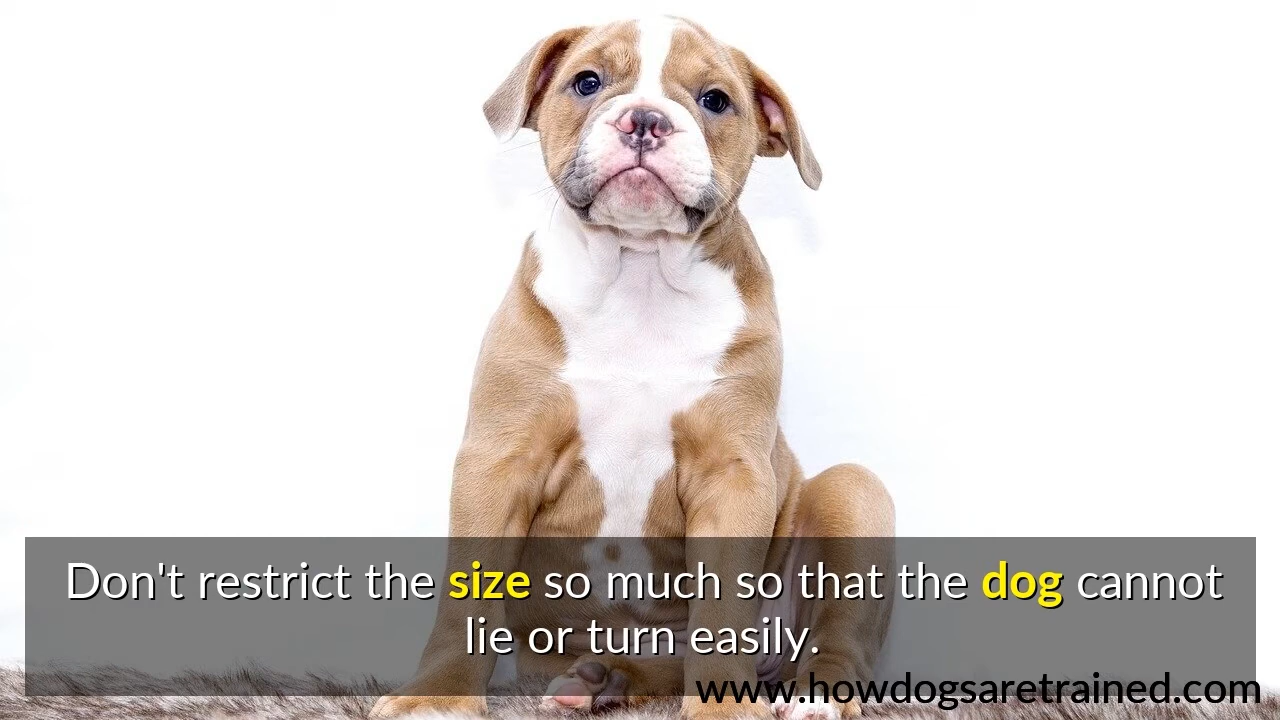 Don't restrict the size so much so that the dog cannot
lie or turn easily.
www.howdogsaretrained.com